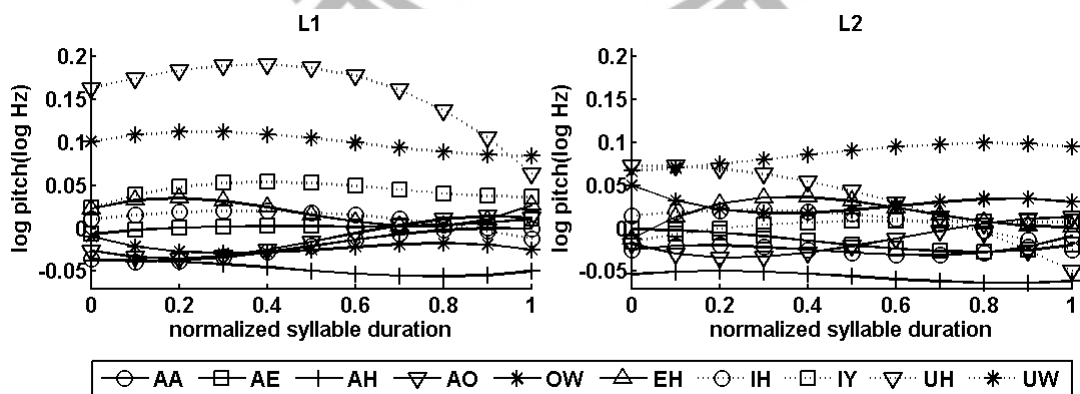 L1
0.2
0.15
0.1
0.05
0
-0.05
log pitch(log Hz)
0 0.2 0.4 0.6 0.8 1
normalized syllable duration
L2
0.2
0.15
0.1
0.05
0
-0.05
log pitch(log Hz)
0 0.2 0.4 0.6 0.8 1
normalized syllable duration
AA AE AH AO OW EH IH IY UH UW